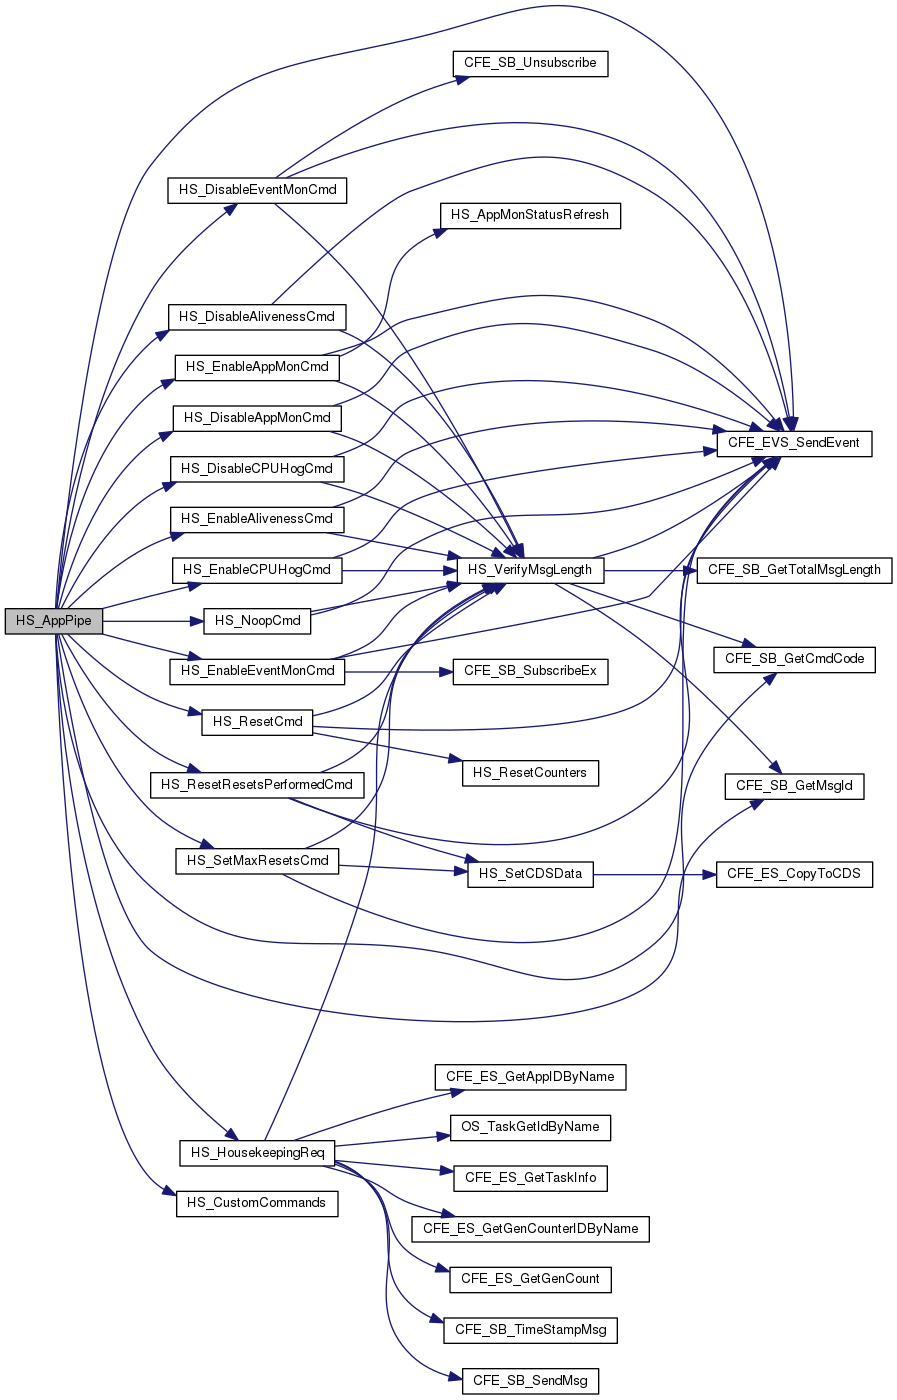 CFE_SB_Unsubscribe
HS_DisableEventMonCmd
HS_AppMonStatusRefresh
HS_DisableAlivenessCmd
HS_EnableAppMonCmd
HS_DisableAppMonCmd
CFE_EVS_SendEvent
HS_DisableCPUHogCmd
HS_EnableAlivenessCmd
HS_EnableCPUHogCmd
HS_VerifyMsgLength
CFE_SB_GetTotalMsgLength
HS_AppPipe
HS_NoopCmd
HS_EnableEventMonCmd
CFE_SB_SubscribeEx
CFE_SB_GetCmdCode
HS_ResetCmd
HS_ResetCounters
HS_ResetResetsPerformedCmd
CFE_SB_GetMsgId
HS_SetMaxResetsCmd
HS_SetCDSData
CFE_ES_CopyToCDS
CFE_ES_GetAppIDByName
OS_TaskGetIdByName
HS_HousekeepingReq
CFE_ES_GetTaskInfo
HS_CustomCommands
CFE_ES_GetGenCounterIDByName
CFE_ES_GetGenCount
CFE_SB_TimeStampMsg
CFE_SB_SendMsg